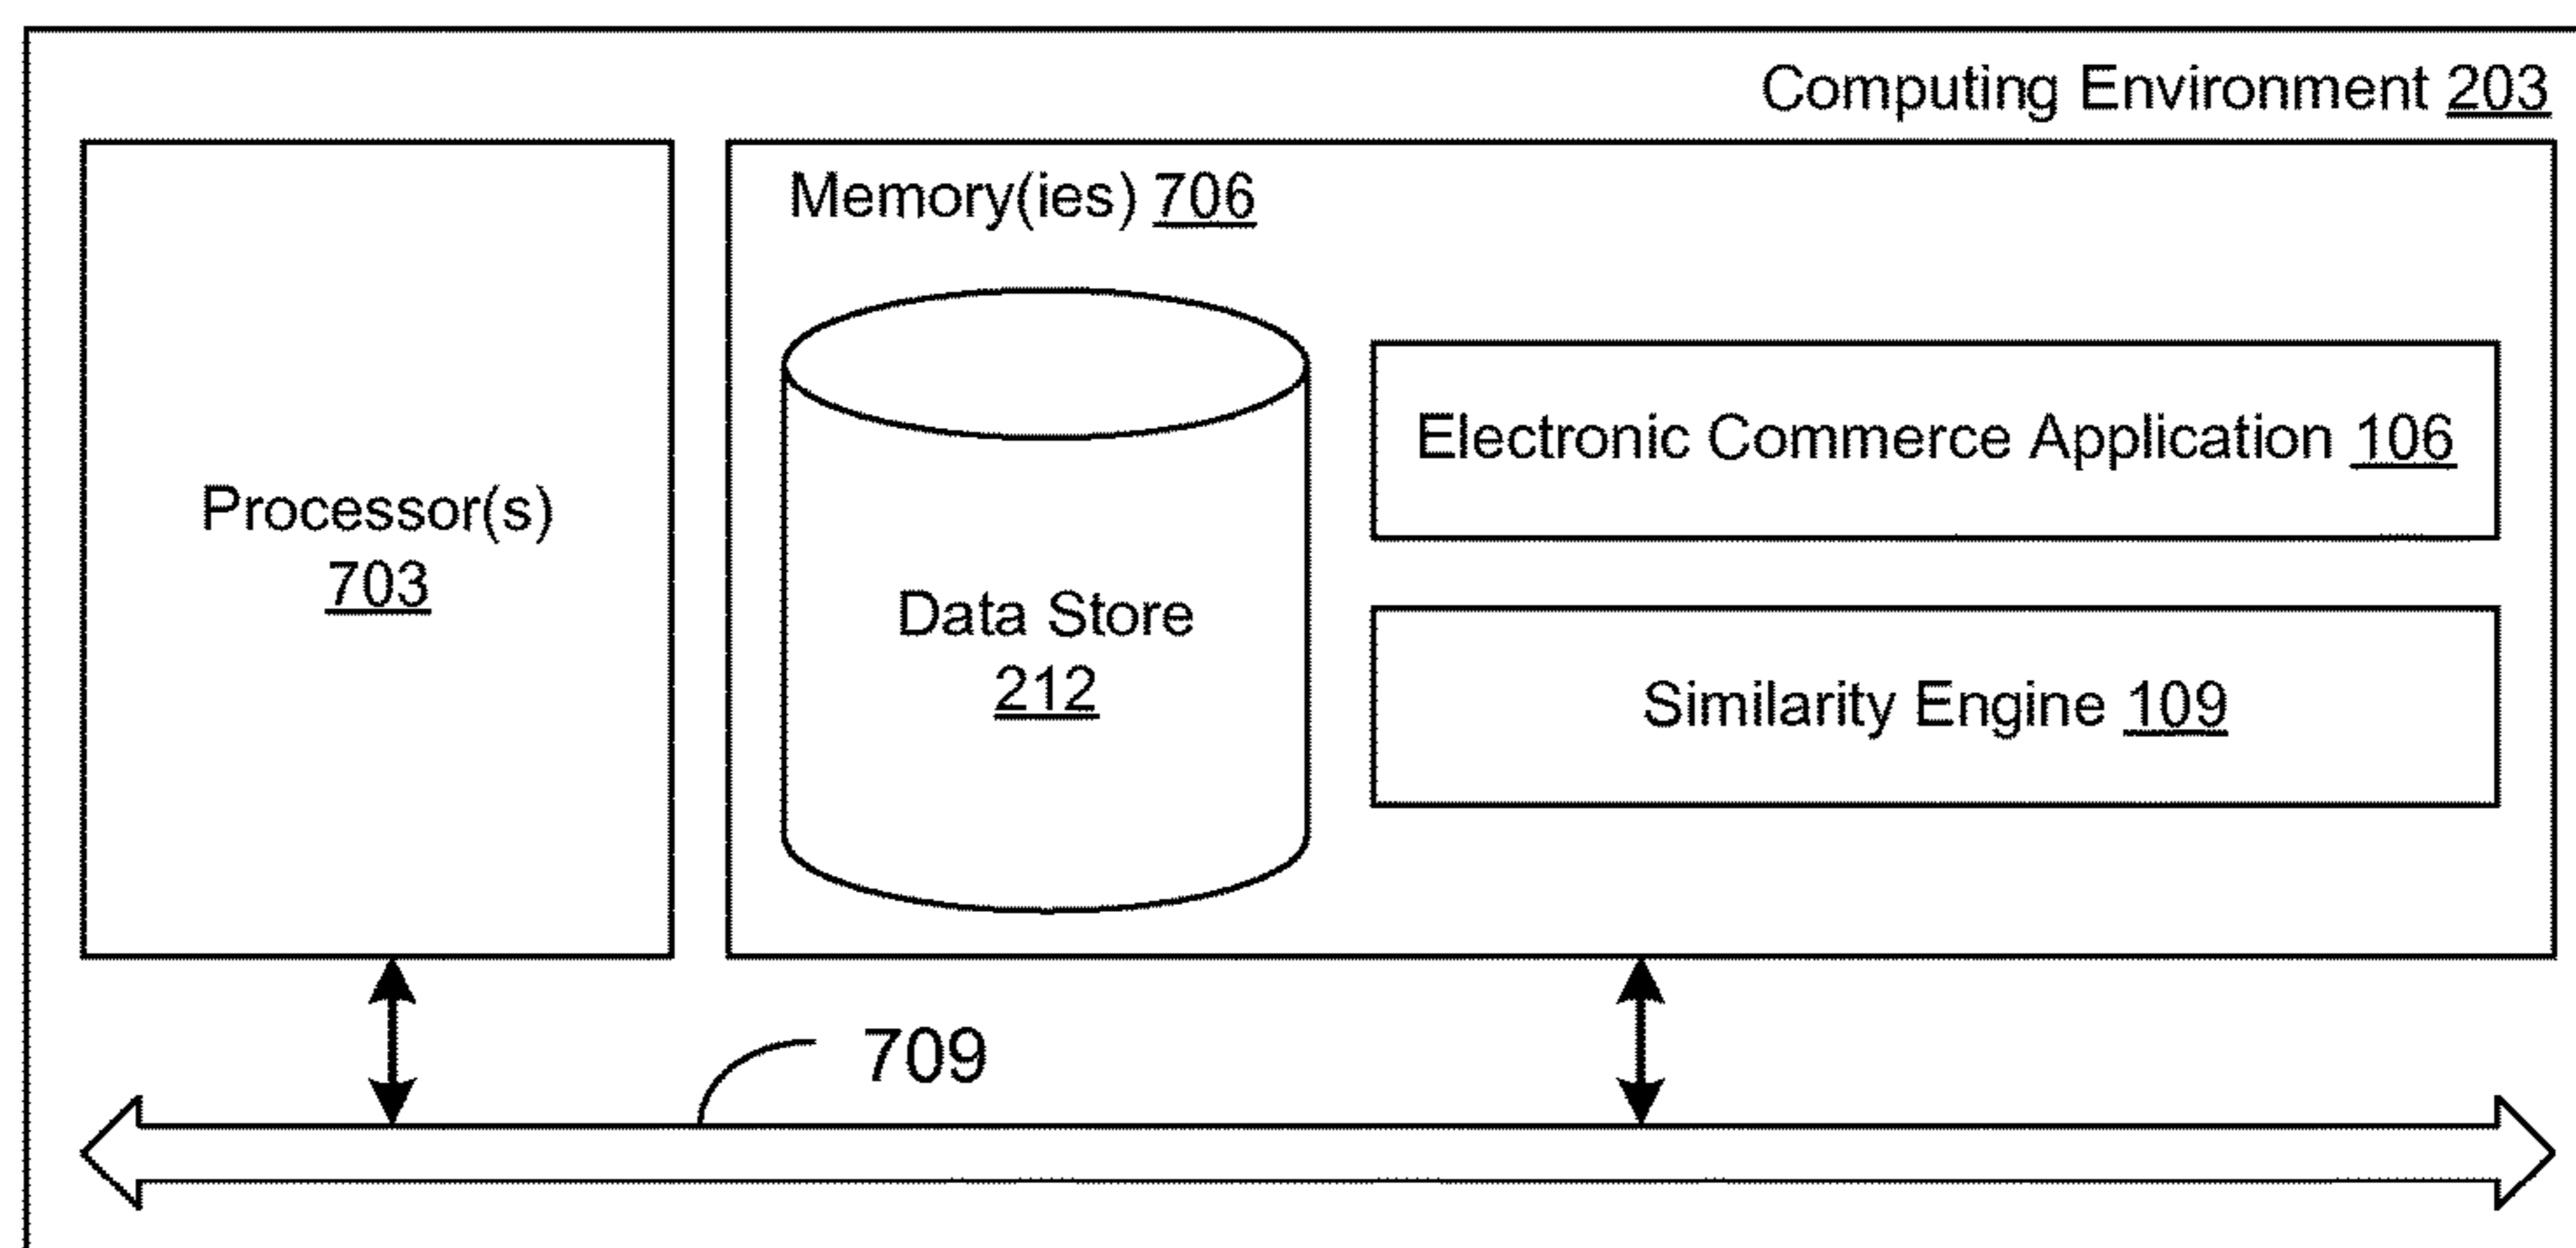 Computing Environment 203
Processor(s)
703
Memory(ies) 706
Data Store
212
Electronic Commerce Application 106
Similarity Engine 109
709